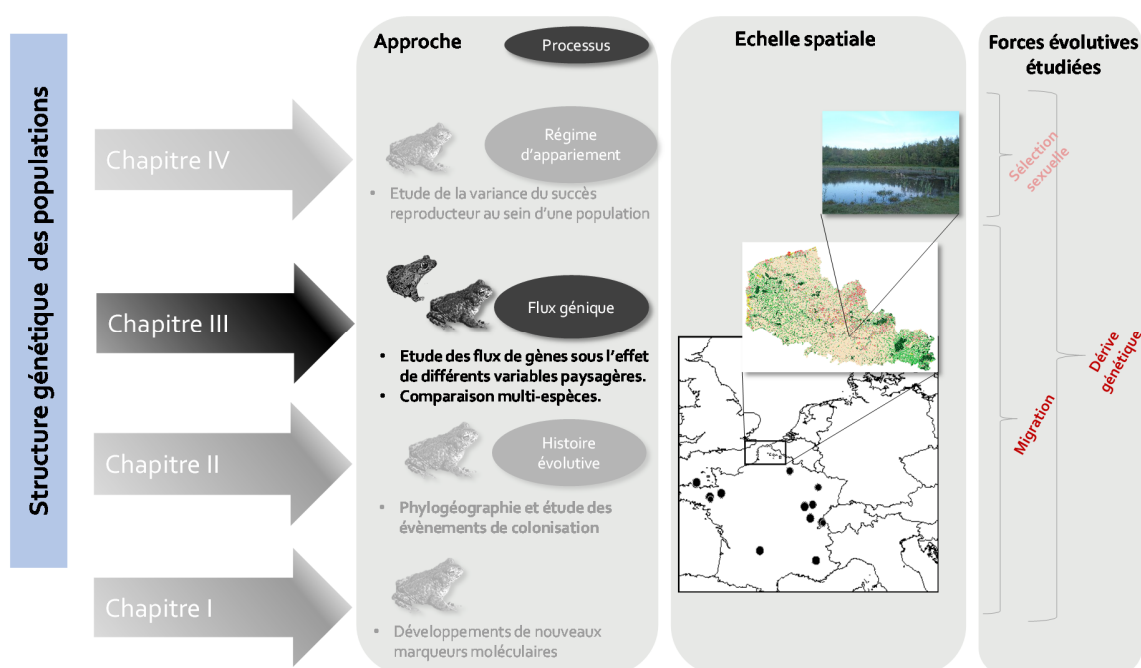 Structure génétique des populations
Approche
Processus
Echelle spatiale
Forces évolutives
étudiées
Chapitre IV
Régime
d'appariement
• Etude de la variance du succès
reproducteur au sein d'une population
Sélection
sexuelle
Chapitre III
Flux génique
• Etude des flux de gènes sous l'effet
de différents variables paysagères.
• Comparaison multi-espèces.
Dérive
génétique
Migration
Chapitre II
Histoire
évolutive
▪ Phylogéographie et étude des
évènements de colonisation
Chapitre I
• Développements de nouveaux
marqueurs moléculaires